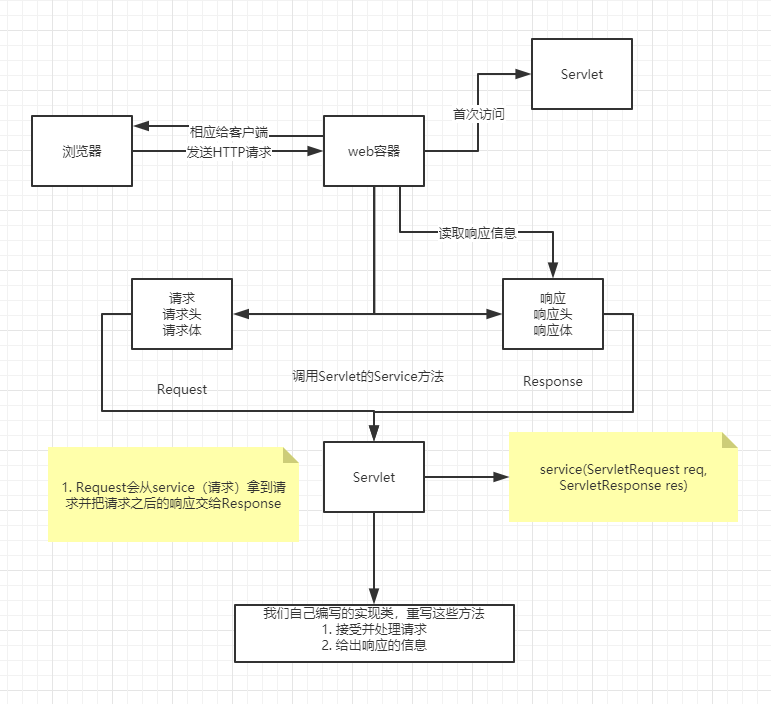 Servlet
首次访问
浏览器
相应给客户端
发送HTTP请求
web容器
读取响应信息
请求
请求头
请求体
响应
响应头
响应体
调用Servlet的Service方法
Request
Response
Servlet
1. Request会从service（请求）拿到请
求并把请求之后的响应交给Response
service(ServletRequest req,
ServletResponse res)
我们自己编写的实现类，重写这些方法
1. 接受并处理请求
2. 给出响应的信息